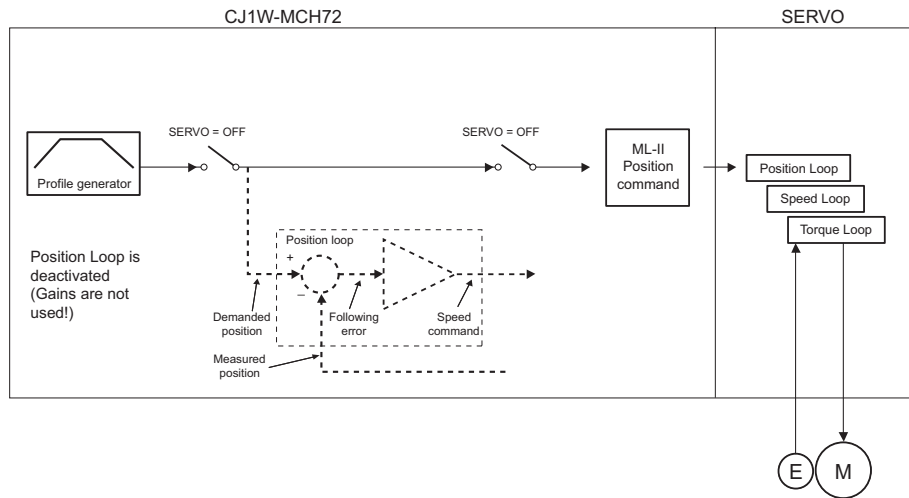 CJ1W-MCH72
SERVO
SERVO = OFF
SERVO = OFF
Profile generator
ML-II
Position
command
Position Loop
Speed Loop
Torque Loop
Position Loop is
deactivated
(Gains are not
used!)
Position loop
+
–
Demanded
position
Following
error
Speed
command
Measured
position
E
M